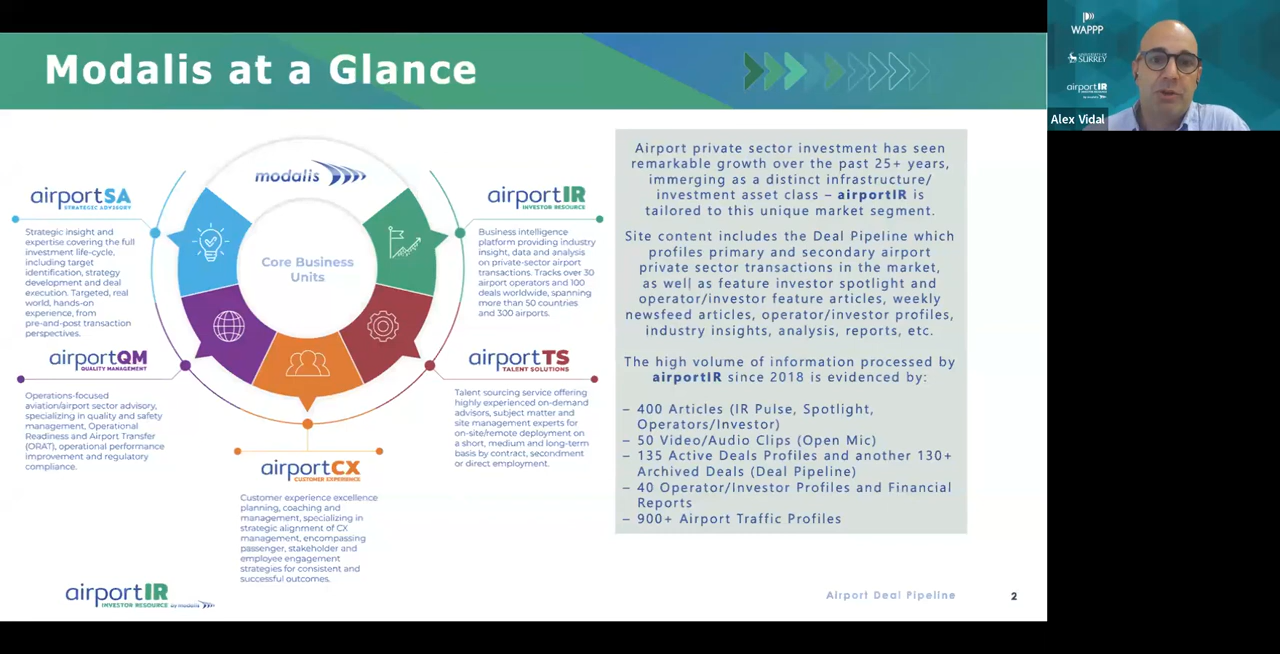 Modalis at a Glance
WAPPP
UNIVERSITY OF
SURREY
airportIR
INVESTOR RESOURCE
Alex Vidal
modalis
Core Business
Units
airportSA
STRATEGIC ADVISORY
Strategic insight and
expertise covering the full
investment life-cycle,
including target
identification, strategy
development and deal
execution. Targeted, real
world, hands-on
experience, from
pre-and-post transaction
perspectives.
airportIR
INVESTOR RESOURCE
Business intelligence
platform providing industry
insight, data and analysis
on private-sector airport
transactions. Tracks over 30
airport operators and 100
deals worldwide, spanning
more than 50 countries
and 300 airports.
airportQM
QUALITY MANAGEMENT
Operations-focused
aviation/airport sector advisory,
specializing in quality and safety
management, Operational
Readiness and Airport Transfer
(ORAT), operational performance
improvement and regulatory
compliance.
airportTS
TALENT SOLUTIONS
Talent sourcing service offering
highly experienced on-demand
advisors, subject matter and
site management experts for
on-site/remote deployment on
a short, medium and long-term
basis by contract, secondment
or direct employment.
airportCX
CUSTOMER EXPERIENCE
Customer experience excellence
planning, coaching and
management, specializing in
strategic alignment of CX
management, encompassing
passenger, stakeholder and
employee engagement
strategies for consistent and
successful outcomes.
Airport private sector investment has seen
remarkable growth over the past 25+ years,
immerging as a distinct infrastructure/
investment asset class – airportIR is
tailored to this unique market segment.
Site content includes the Deal Pipeline which
profiles primary and secondary airport
private sector transactions in the market,
as well as feature investor spotlight and
operator/investor feature articles, weekly
newsfeed articles, operator/investor profiles,
industry insights, analysis, reports, etc.
The high volume of information processed by
airportIR since 2018 is evidenced by:
– 400 Articles (IR Pulse, Spotlight,
Operators/Investor)
– 50 Video/Audio Clips (Open Mic)
– 135 Active Deals Profiles and another 130+
Archived Deals (Deal Pipeline)
– 40 Operator/Investor Profiles and Financial
Reports
– 900+ Airport Traffic Profiles
airportIR
INVESTOR RESOURCE by modalis
Airport Deal Pipeline
2